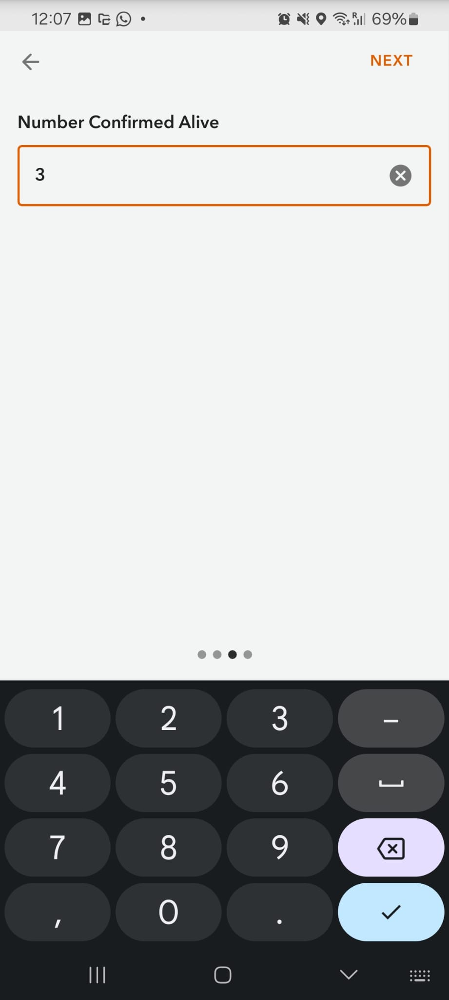 12:07 R 69%
NEXT
Number Confirmed Alive
3
1 2 3 –
4 5 6
7 8 9
, 0 .